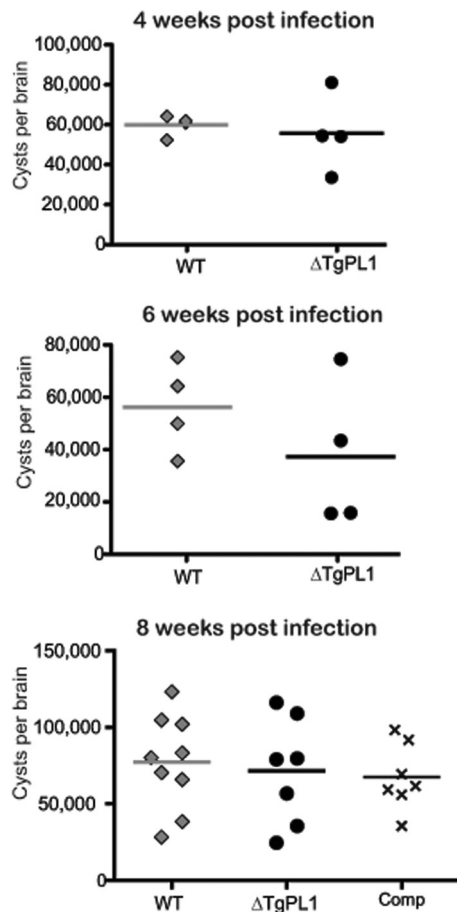 4 weeks post infection
100,000
80,000
60,000
40,000
20,000
0
Cysts per brain
WT
ΔTgPL1
6 weeks post infection
80,000
60,000
40,000
20,000
0
Cysts per brain
WT
ΔTgPL1
8 weeks post infection
150,000
100,000
50,000
0
Cysts per brain
WT
ΔTgPL1
Comp